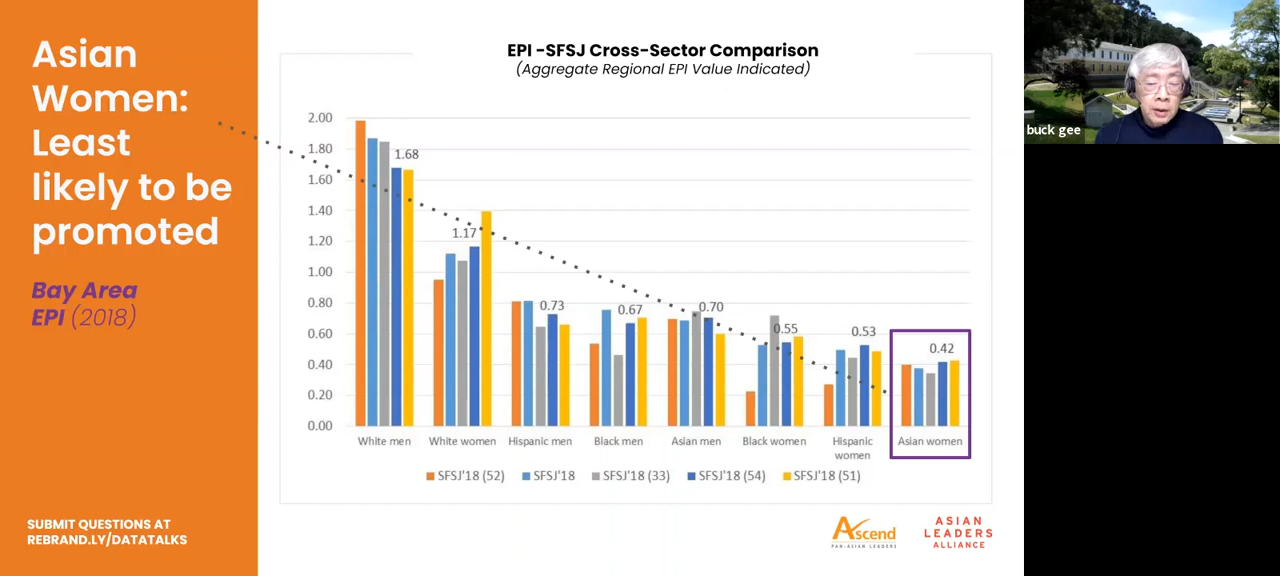 Asian
Women:
Least
likely to be
promoted
Bay Area
EPI (2018)
SUBMIT QUESTIONS AT
REBRAND.LY/DATATALKS
EPI -SFSJ Cross-Sector Comparison
(Aggregate Regional EPI Value Indicated)
2.00
1.80
1.60
1.40
1.20
1.00
0.80
0.60
0.40
0.20
0.00
1.68
1.17
0.73
0.67
0.70
0.55
0.53
0.42
White men
White women
Hispanic men
Black men
Asian men
Black women
Hispanic
women
Asian women
SFSJ'18 (52)
SFSJ'18
SFSJ'18 (33)
SFSJ'18 (54)
SFSJ'18 (51)
Ascend
PAN-ASIAN LEADERS
ASIAN
LEADERS
ALLIANCE
buck gee